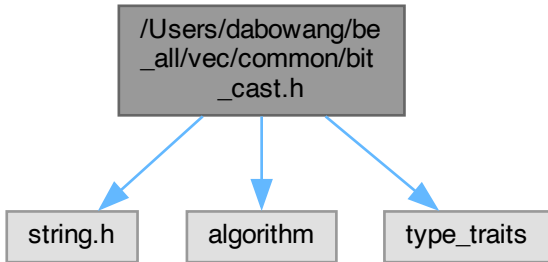 /Users/dabowang/be
_all/vec/common/bit
_cast.h
string.h
algorithm
type_traits